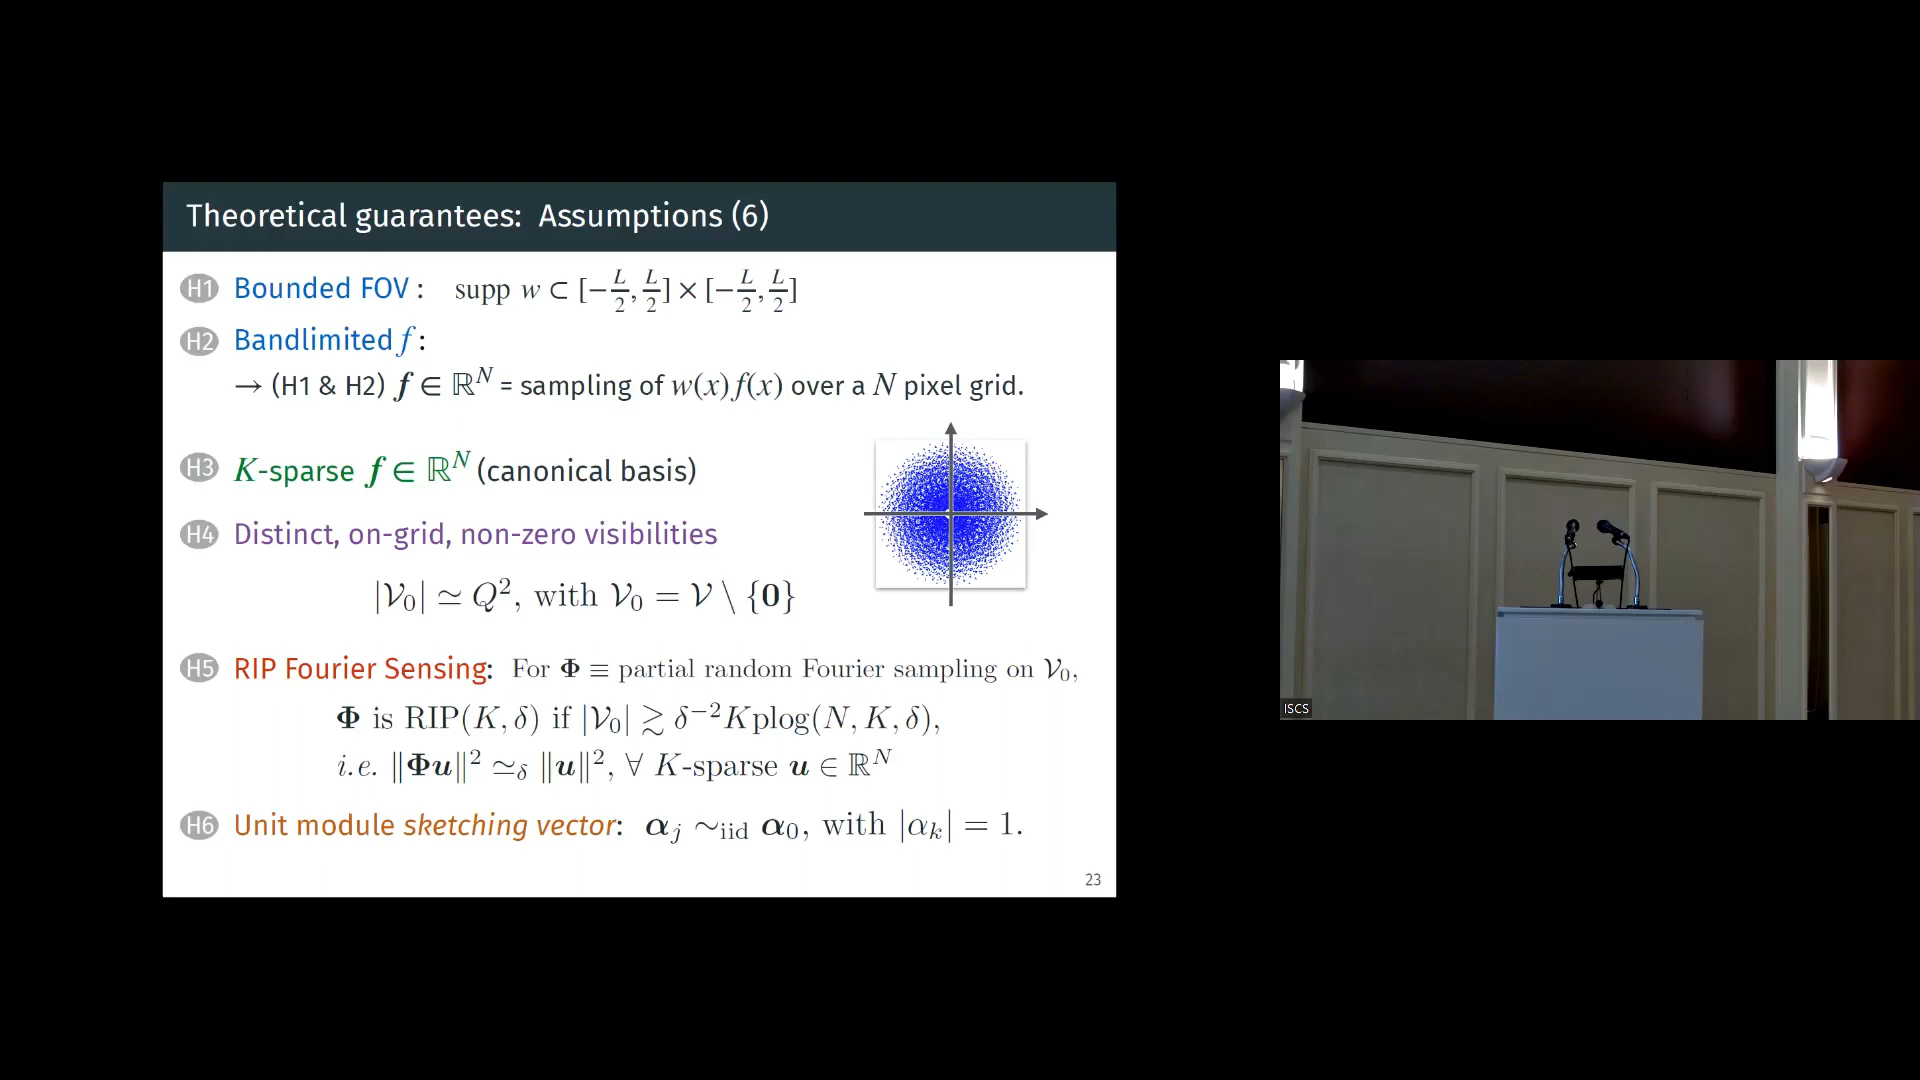 Theoretical guarantees: Assumptions (6)
H1 Bounded FOV : supp w ⊂ [−L/2, L/2] × [−L/2, L/2]
H2 Bandlimited f :
→ (H1 & H2) f ∈ ℝ^N = sampling of w(x)f(x) over a N pixel grid.
H3 K-sparse f ∈ ℝ^N (canonical basis)
H4 Distinct, on-grid, non-zero visibilities
|𝒱₀| ≃ Q², with 𝒱₀ = 𝒱 \ {0}
H5 RIP Fourier Sensing: For Φ ≡ partial random Fourier sampling on 𝒱₀,
Φ is RIP(K, δ) if |𝒱₀| ≳ δ⁻²Kplog(N, K, δ),
i.e. ‖Φu‖² ≃_δ ‖u‖², ∀ K-sparse u ∈ ℝ^N
H6 Unit module sketching vector: α_j ∼_iid α₀, with |α_k| = 1.
23
ISCS